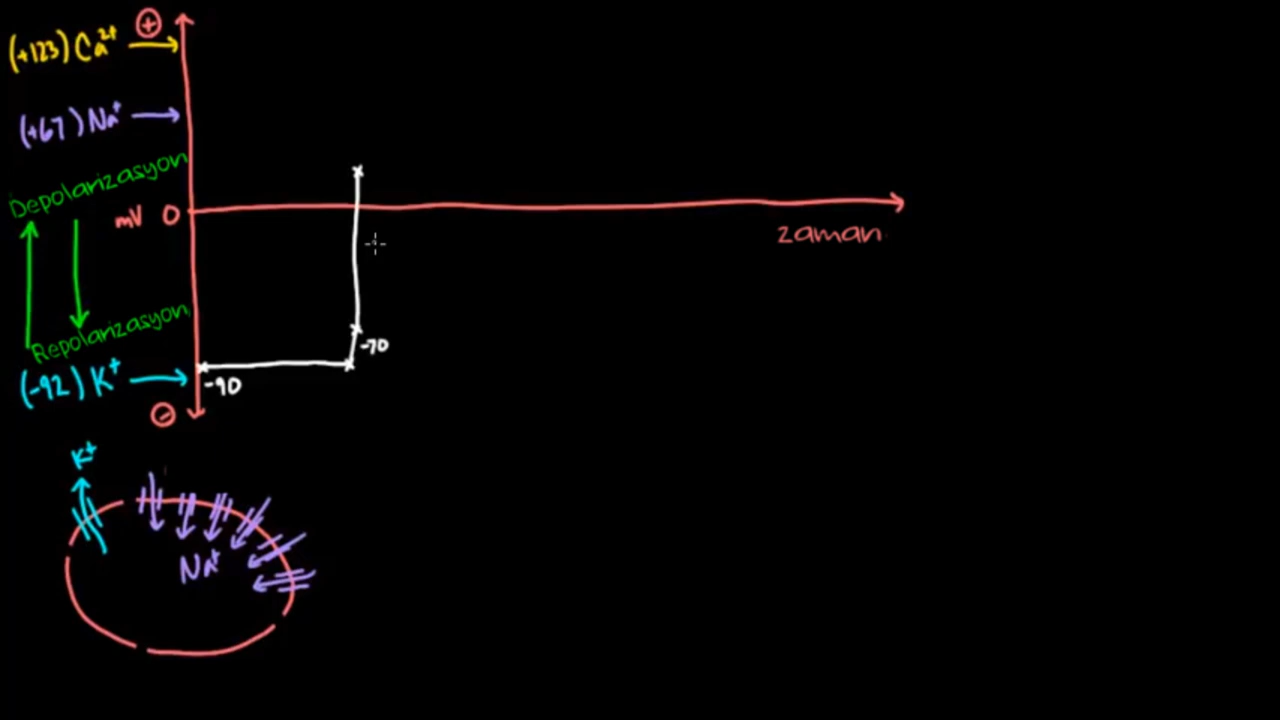 +
(+123) Ca²⁺
(+67) Na⁺
Depolarizasyon
mV 0
zaman
Repolarizasyon
-70
(-92) K⁺
-90
-
K⁺
Na⁺